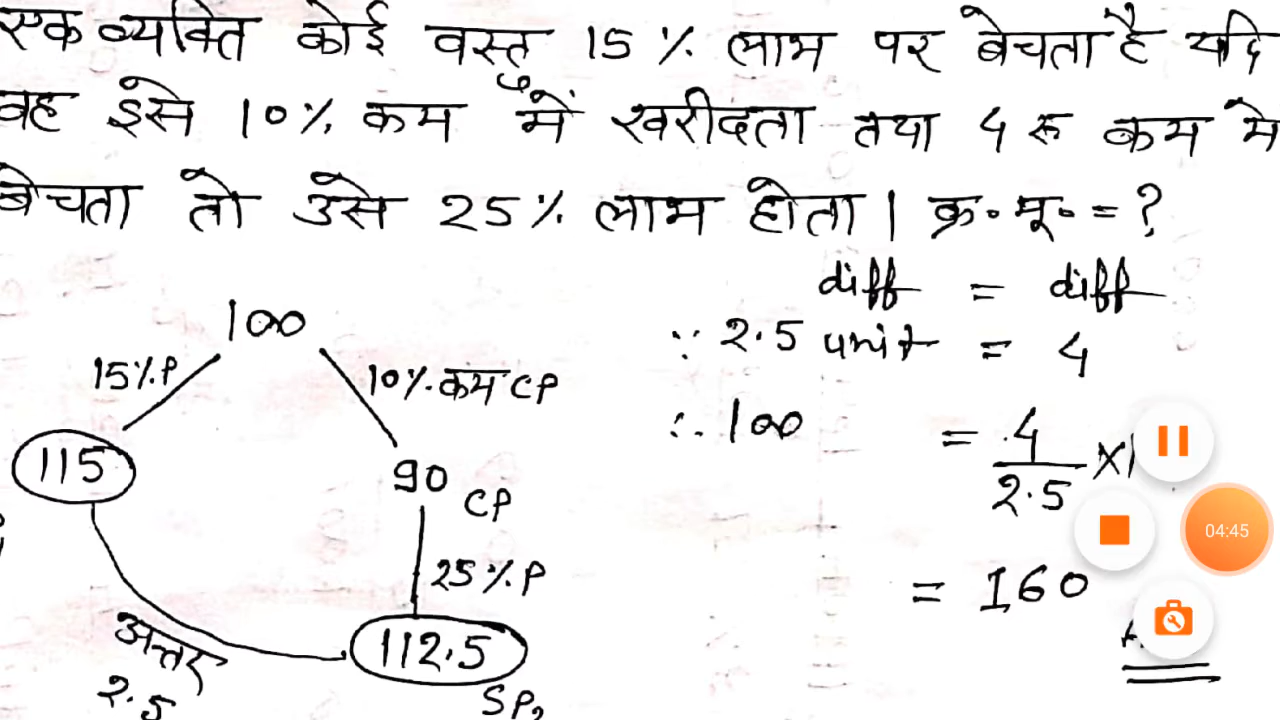 एक व्यक्ति कोई वस्तु 15 % लाभ पर बेचता है यदि
वह इसे 10% कम में खरीदता तथा 4 रू कम मे
बेचता तो उसे 25% लाभ होता। क्र॰मू॰=?
diff = diff
∵ 2.5 unit = 4
100
15%.P
10%.कम CP
∴ 100 = 4/2.5 ×1
115
90 CP
25%.P
04:45
= 160
112.5
SP₂
अन्तर
2.5